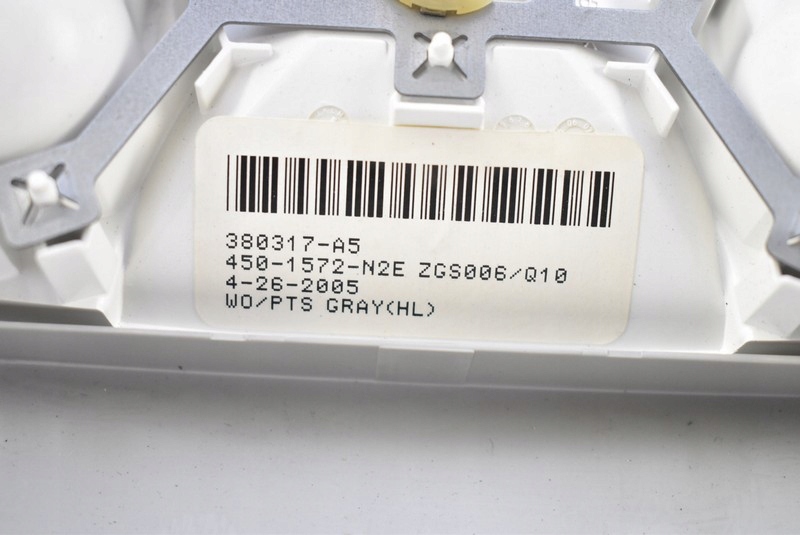 380317-A5
450-1572-N2E ZGS006/Q10
4-26-2005
WO/PTS GRAY(HL)